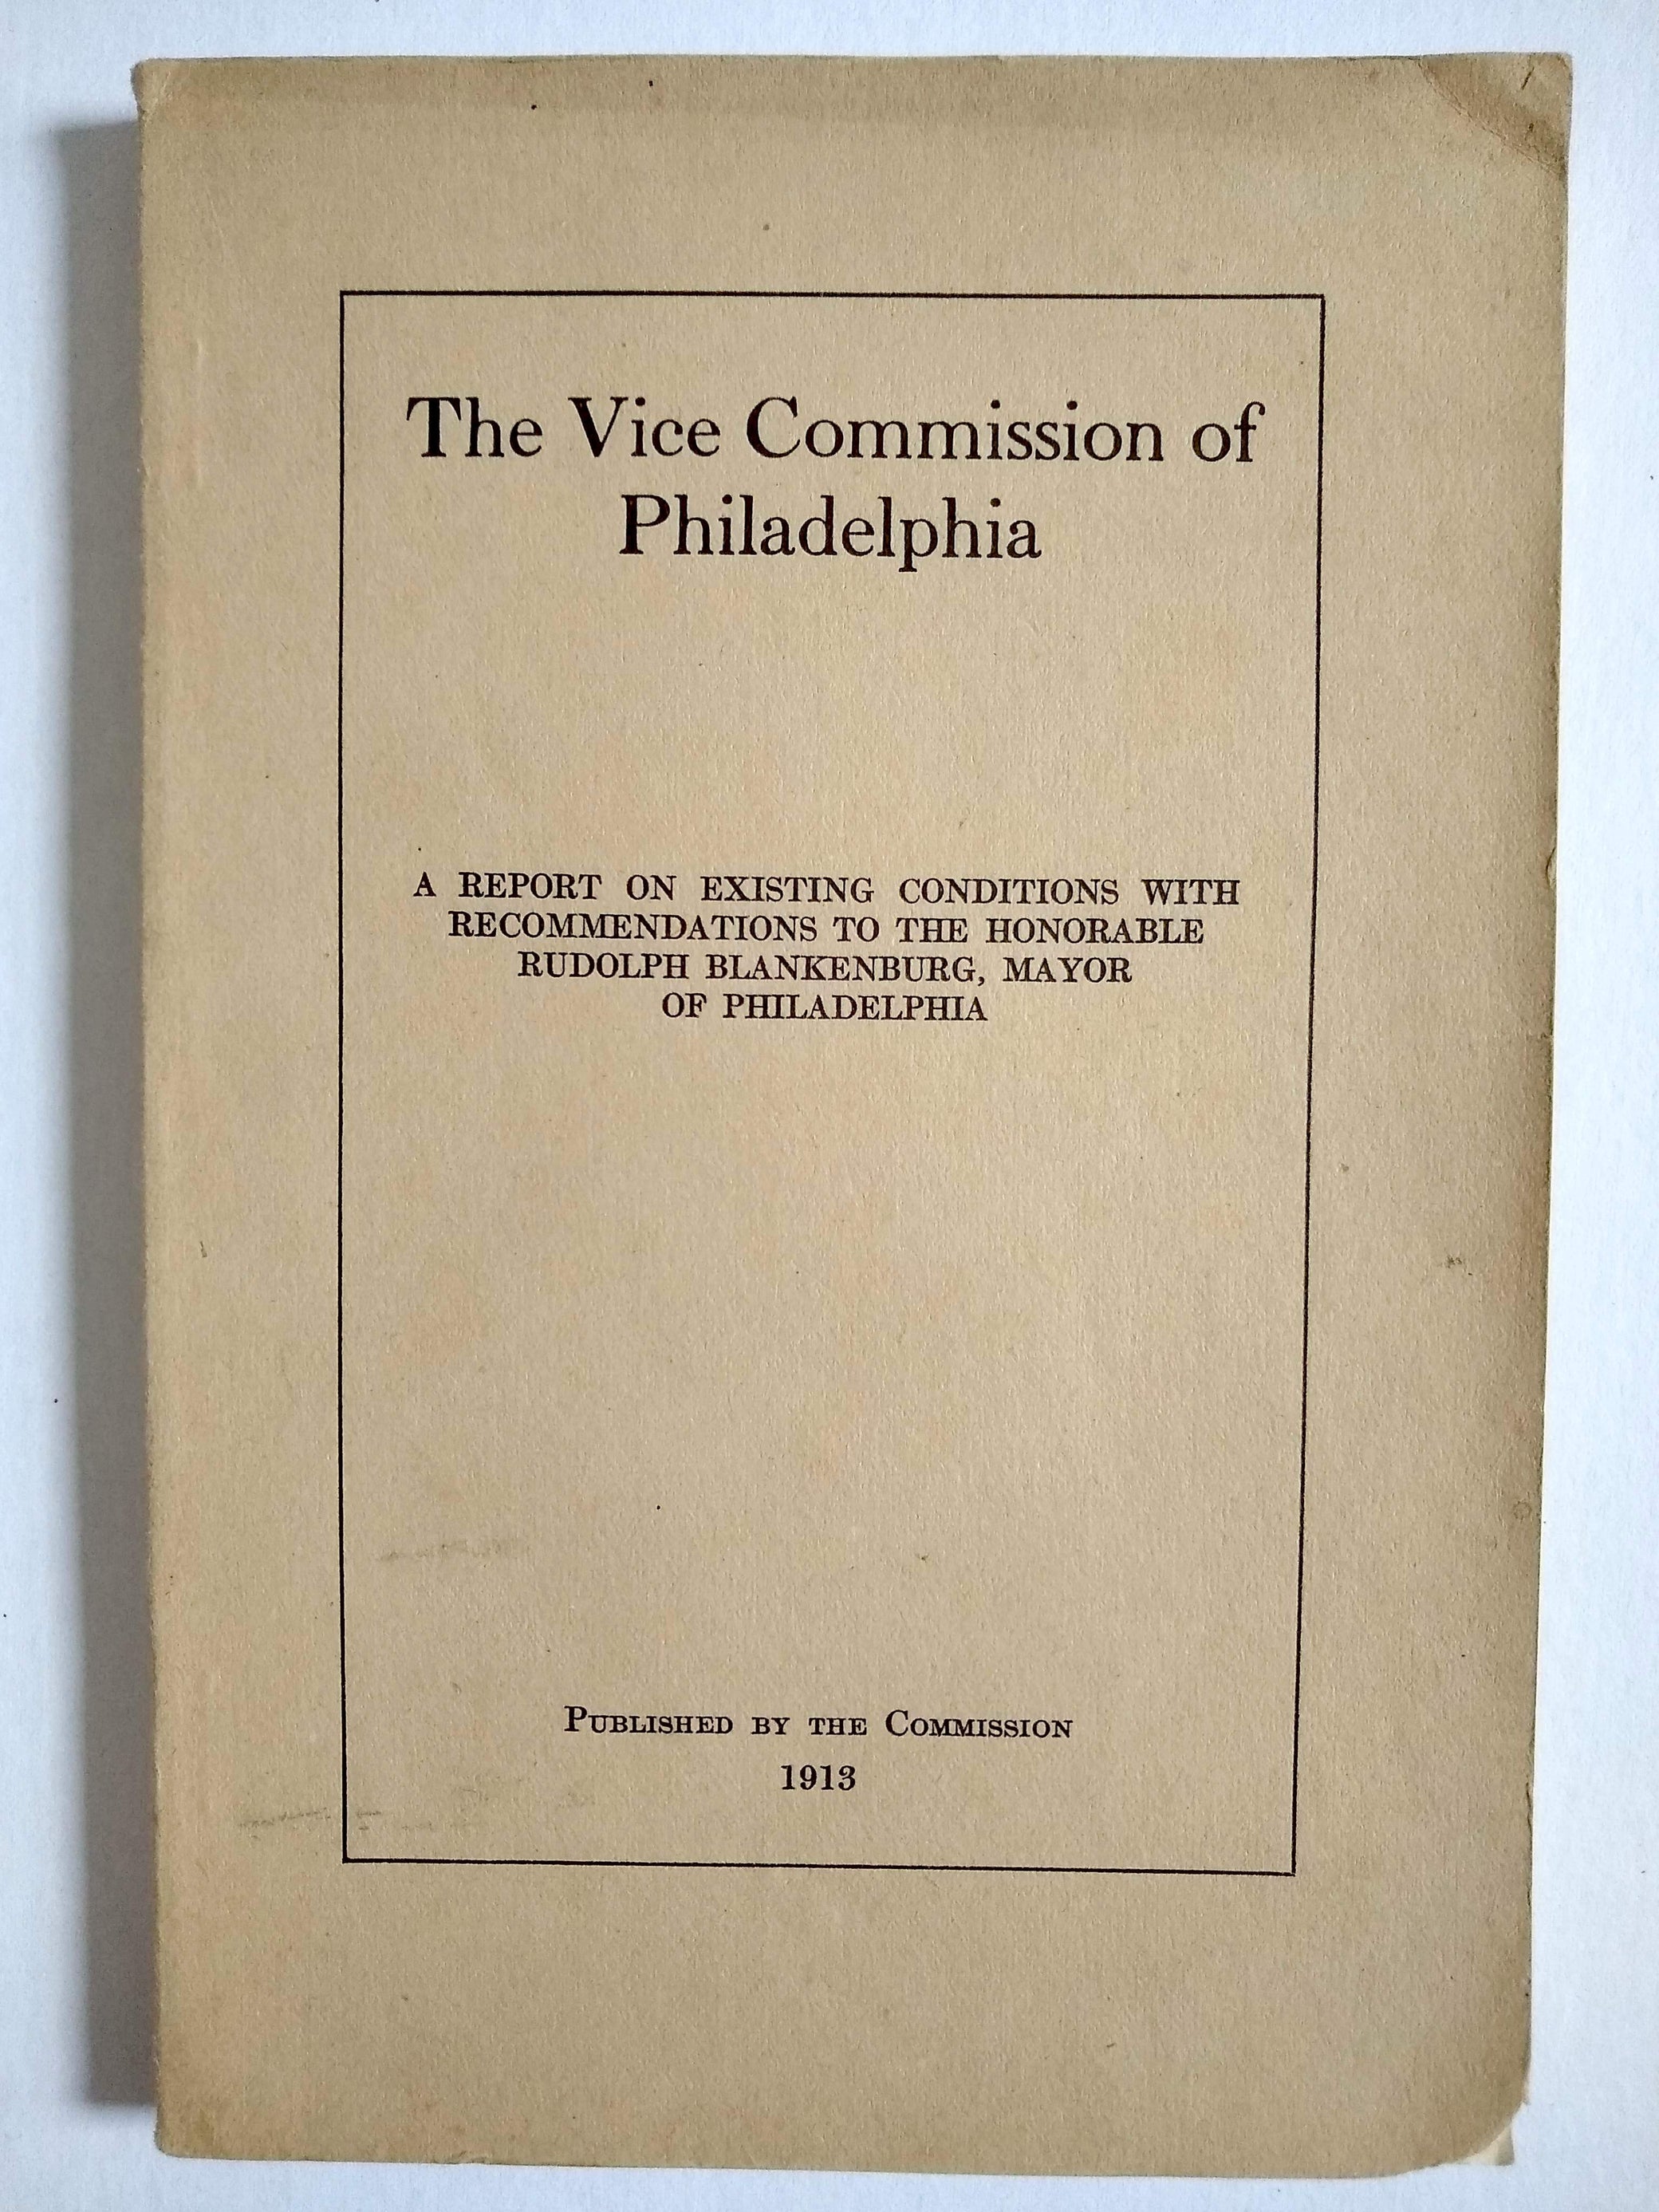 The Vice Commission of
Philadelphia
A REPORT ON EXISTING CONDITIONS WITH
RECOMMENDATIONS TO THE HONORABLE
RUDOLPH BLANKENBURG, MAYOR
OF PHILADELPHIA
PUBLISHED BY THE COMMISSION
1913